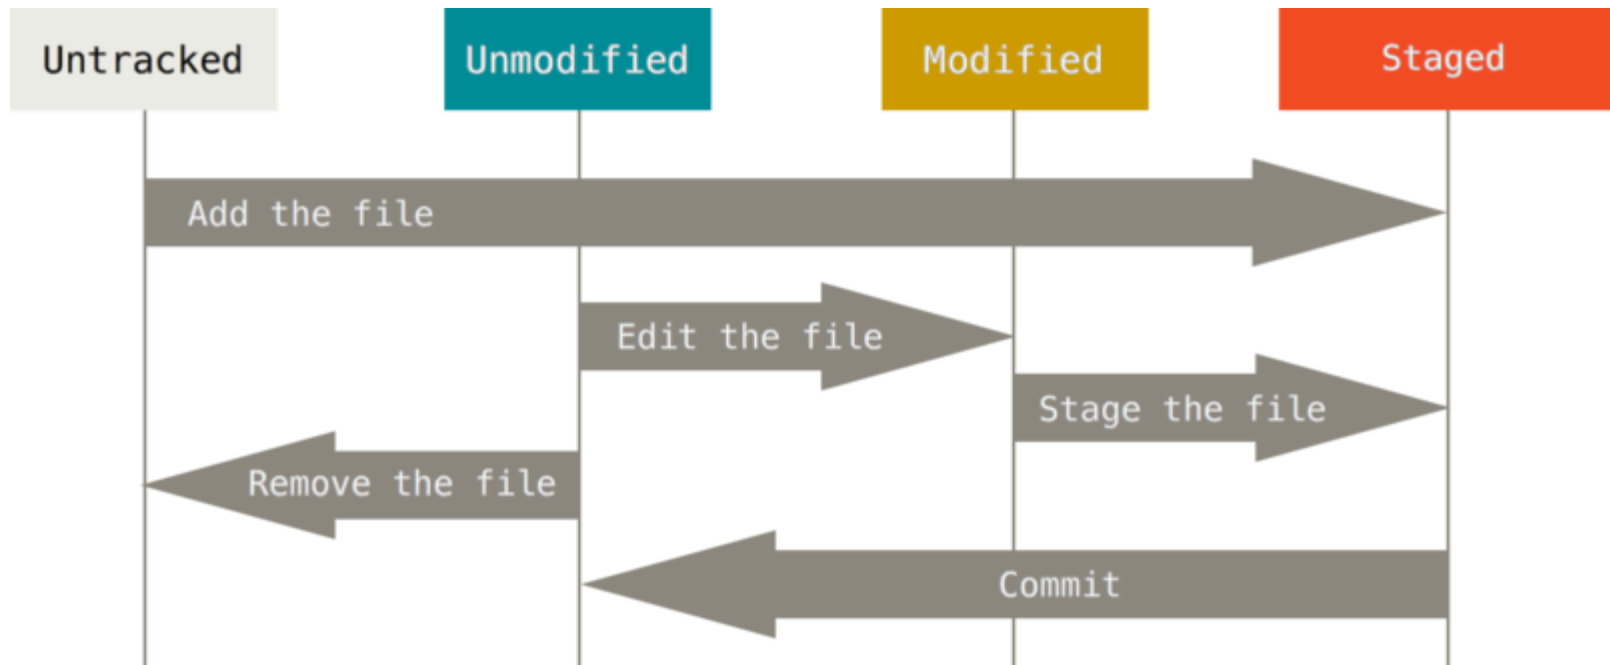 Untracked
Unmodified
Modified
Staged
Add the file
Edit the file
Stage the file
Remove the file
Commit